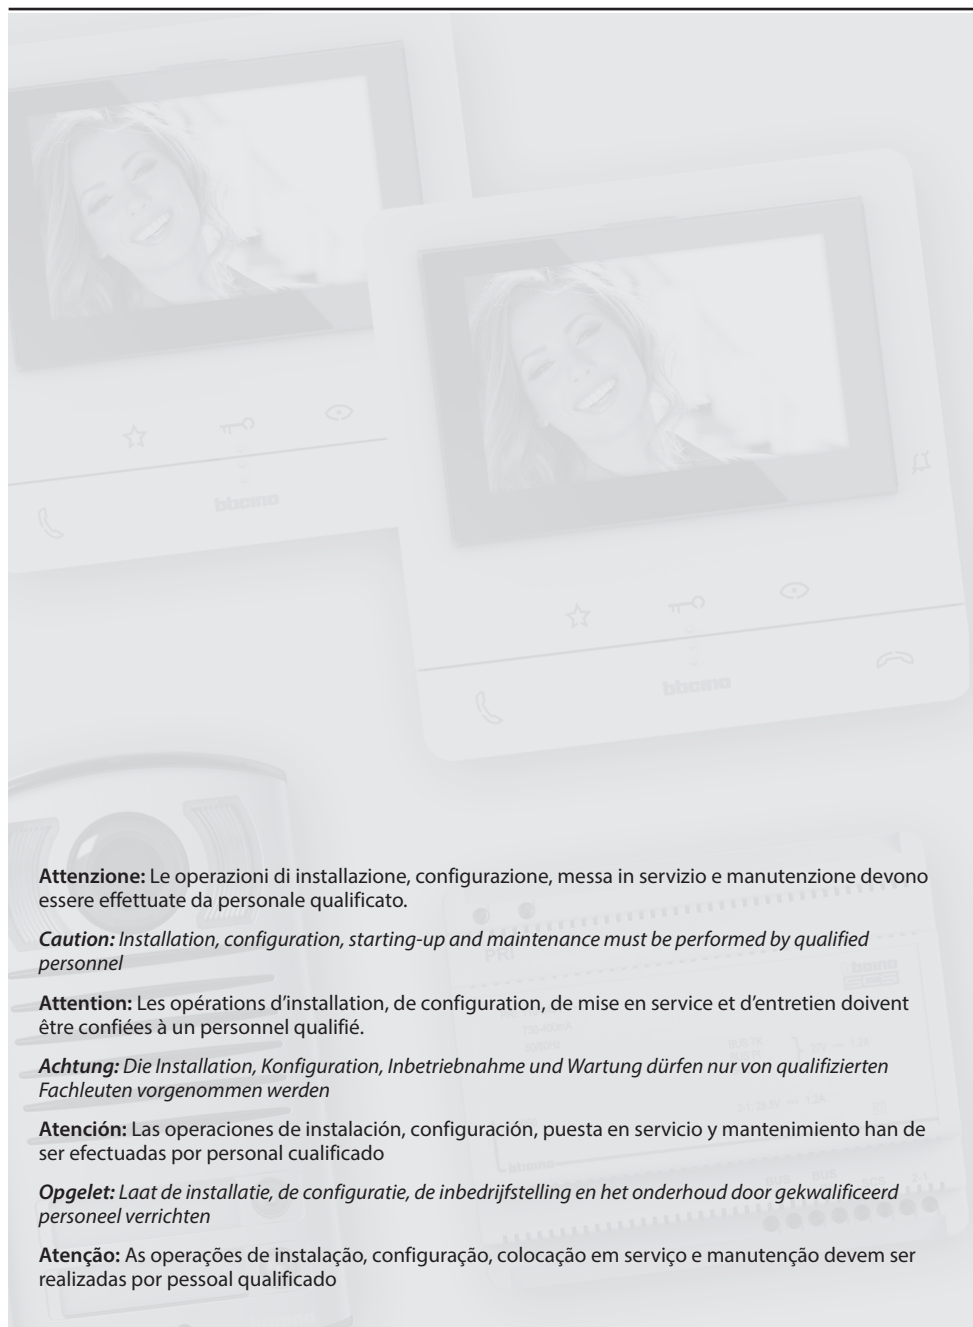 bticino
bticino
Attenzione: Le operazioni di installazione, configurazione, messa in servizio e manutenzione devono
essere effettuate da personale qualificato.
Caution: Installation, configuration, starting-up and maintenance must be performed by qualified
personnel
PRI
bticino
Attention: Les opérations d’installation, de configuration, de mise en service et d’entretien doivent
être confiées à un personnel qualifié.
Achtung: Die Installation, Konfiguration, Inbetriebnahme und Wartung dürfen nur von qualifizierten
Fachleuten vorgenommen werden
Atención: Las operaciones de instalación, configuración, puesta en servicio y mantenimiento han de
ser efectuadas por personal cualificado
bticino
Opgelet: Laat de installatie, de configuratie, de inbedrijfstelling en het onderhoud door gekwalificeerd
personeel verrichten
Atenção: As operações de instalação, configuração, colocação em serviço e manutenção devem ser
realizadas por pessoal qualificado